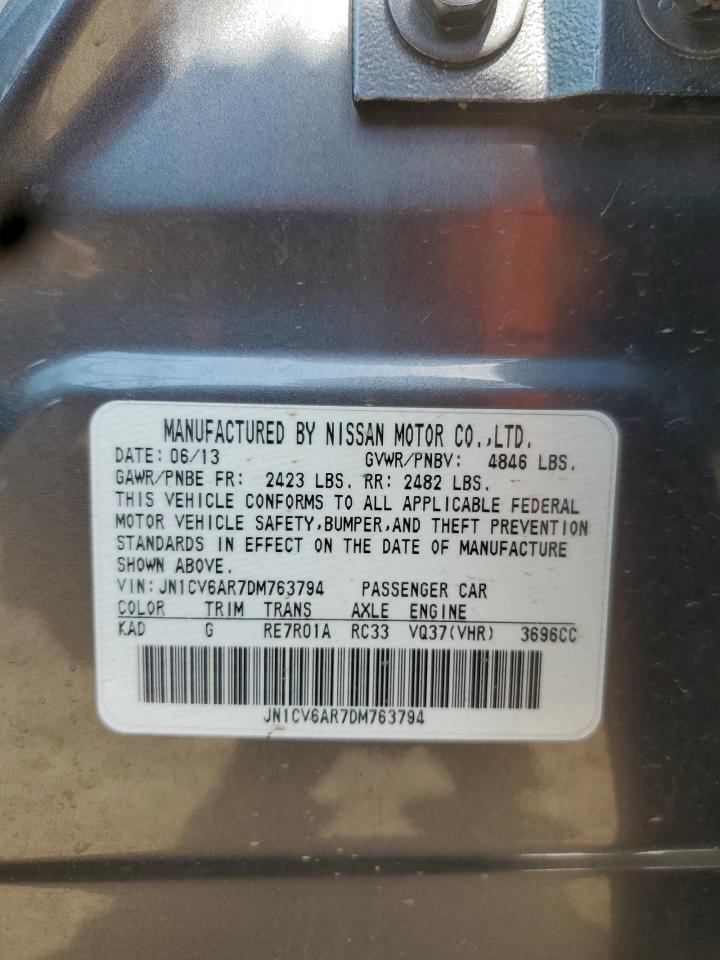 MANUFACTURED BY NISSAN MOTOR CO.,LTD.
DATE: 06/13 GVWR/PNBV: 4846 LBS.
GAWR/PNBE FR: 2423 LBS. RR: 2482 LBS.
THIS VEHICLE CONFORMS TO ALL APPLICABLE FEDERAL
MOTOR VEHICLE SAFETY,BUMPER,AND THEFT PREVENTION
STANDARDS IN EFFECT ON THE DATE OF MANUFACTURE
SHOWN ABOVE.
VIN: JN1CV6AR7DM763794 PASSENGER CAR
COLOR TRIM TRANS AXLE ENGINE
KAD G RE7R01A RC33 VQ37(VHR) 3696CC
JN1CV6AR7DM763794